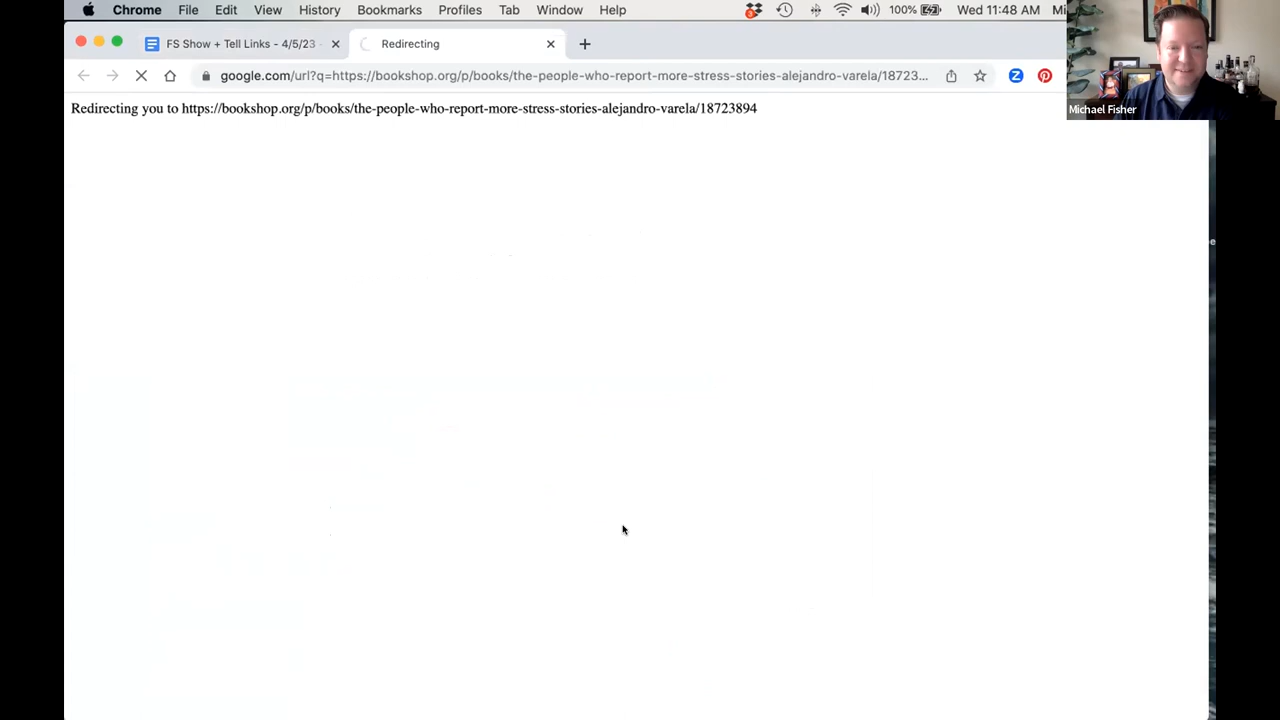 Chrome File Edit View History Bookmarks Profiles Tab Window Help 100% Wed 11:48 AM Mi
FS Show + Tell Links - 4/5/23 - Redirecting
google.com/url?q=https://bookshop.org/p/books/the-people-who-report-more-stress-stories-alejandro-varela/18723...
Redirecting you to https://bookshop.org/p/books/the-people-who-report-more-stress-stories-alejandro-varela/18723894
Michael Fisher
e